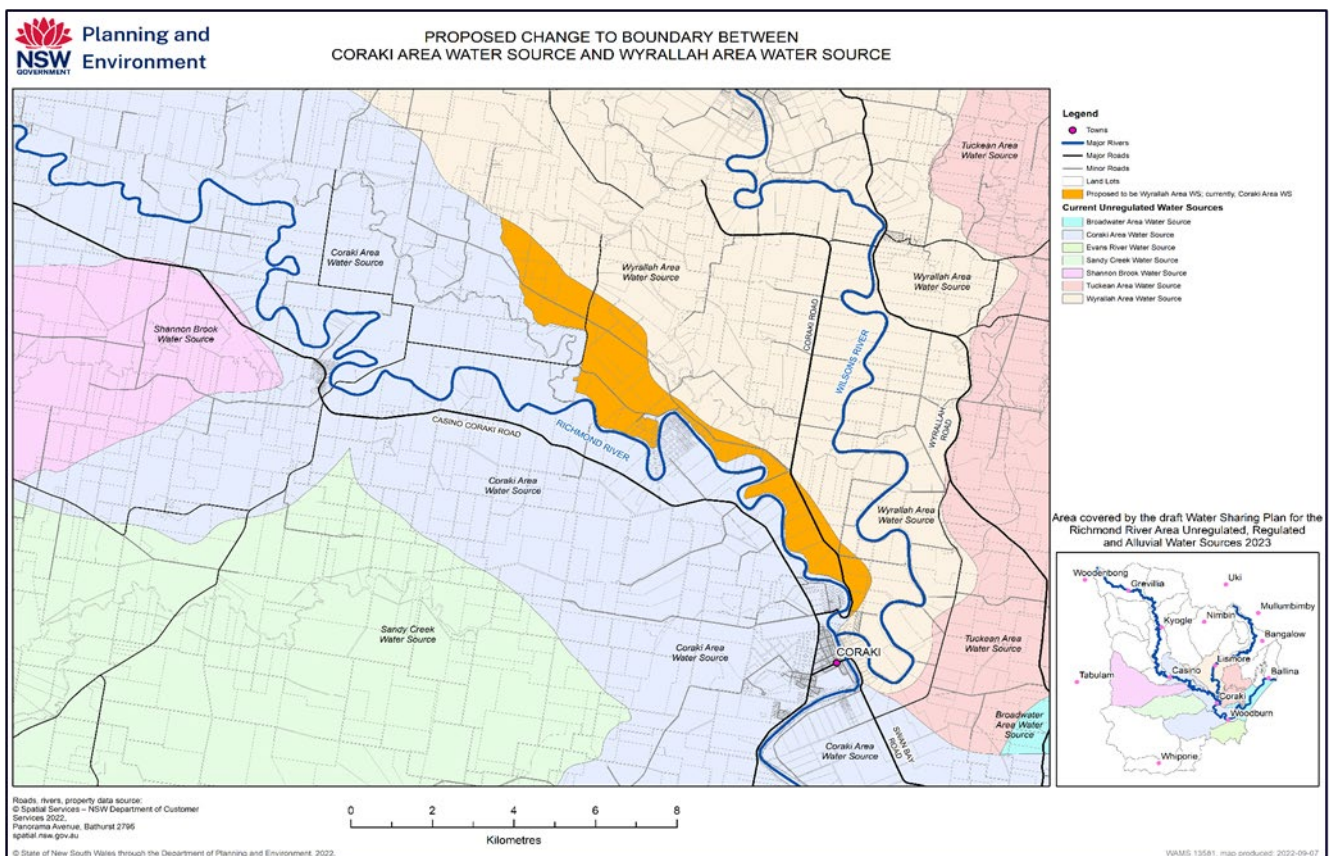 NSW
GOVERNMENT
Planning and
Environment
PROPOSED CHANGE TO BOUNDARY BETWEEN
CORAKI AREA WATER SOURCE AND WYRALLAH AREA WATER SOURCE
Tuckean Area
Water Source
Coraki Area
Water Source
Wyrallah Area
Water Source
Wyrallah Area
Water Source
Shannon Brook
Water Source
CORAKI ROAD
WILSONS RIVER
WYRALLAH
ROAD
CASINO CORAKI ROAD
RICHMOND RIVER
Coraki Area
Water Source
Wyrallah Area
Water Source
Sandy Creek
Water Source
Coraki Area
Water Source
CORAKI
Tuckean Area
Water Source
Broadwater
Area Water
Source
SWAN BAY
ROAD
Coraki Area
Water Source
Legend
Towns
Major Rivers
Major Roads
Minor Roads
Land Lots
Proposed to be Wyrallah Area WS; currently, Coraki Area WS
Current Unregulated Water Sources
Broadwater Area Water Source
Coraki Area Water Source
Evans River Water Source
Sandy Creek Water Source
Shannon Brook Water Source
Tuckean Area Water Source
Wyrallah Area Water Source
Area covered by the draft Water Sharing Plan for the
Richmond River Area Unregulated, Regulated
and Alluvial Water Sources 2023
Woodenbong
Grevillia
Uki
Kyogle
Nimbin
Mullumbimby
Bangalow
Lismore
Ballina
Tabulam
Casino
Coraki
Woodburn
Whiporie
Roads, rivers, property data source:
© Spatial Services – NSW Department of Customer
Services 2022,
Panorama Avenue, Bathurst 2795
spatial.nsw.gov.au
0 2 4 6 8
Kilometres
© State of New South Wales through the Department of Planning and Environment, 2022.
WAMS 13581, map produced: 2022-09-07